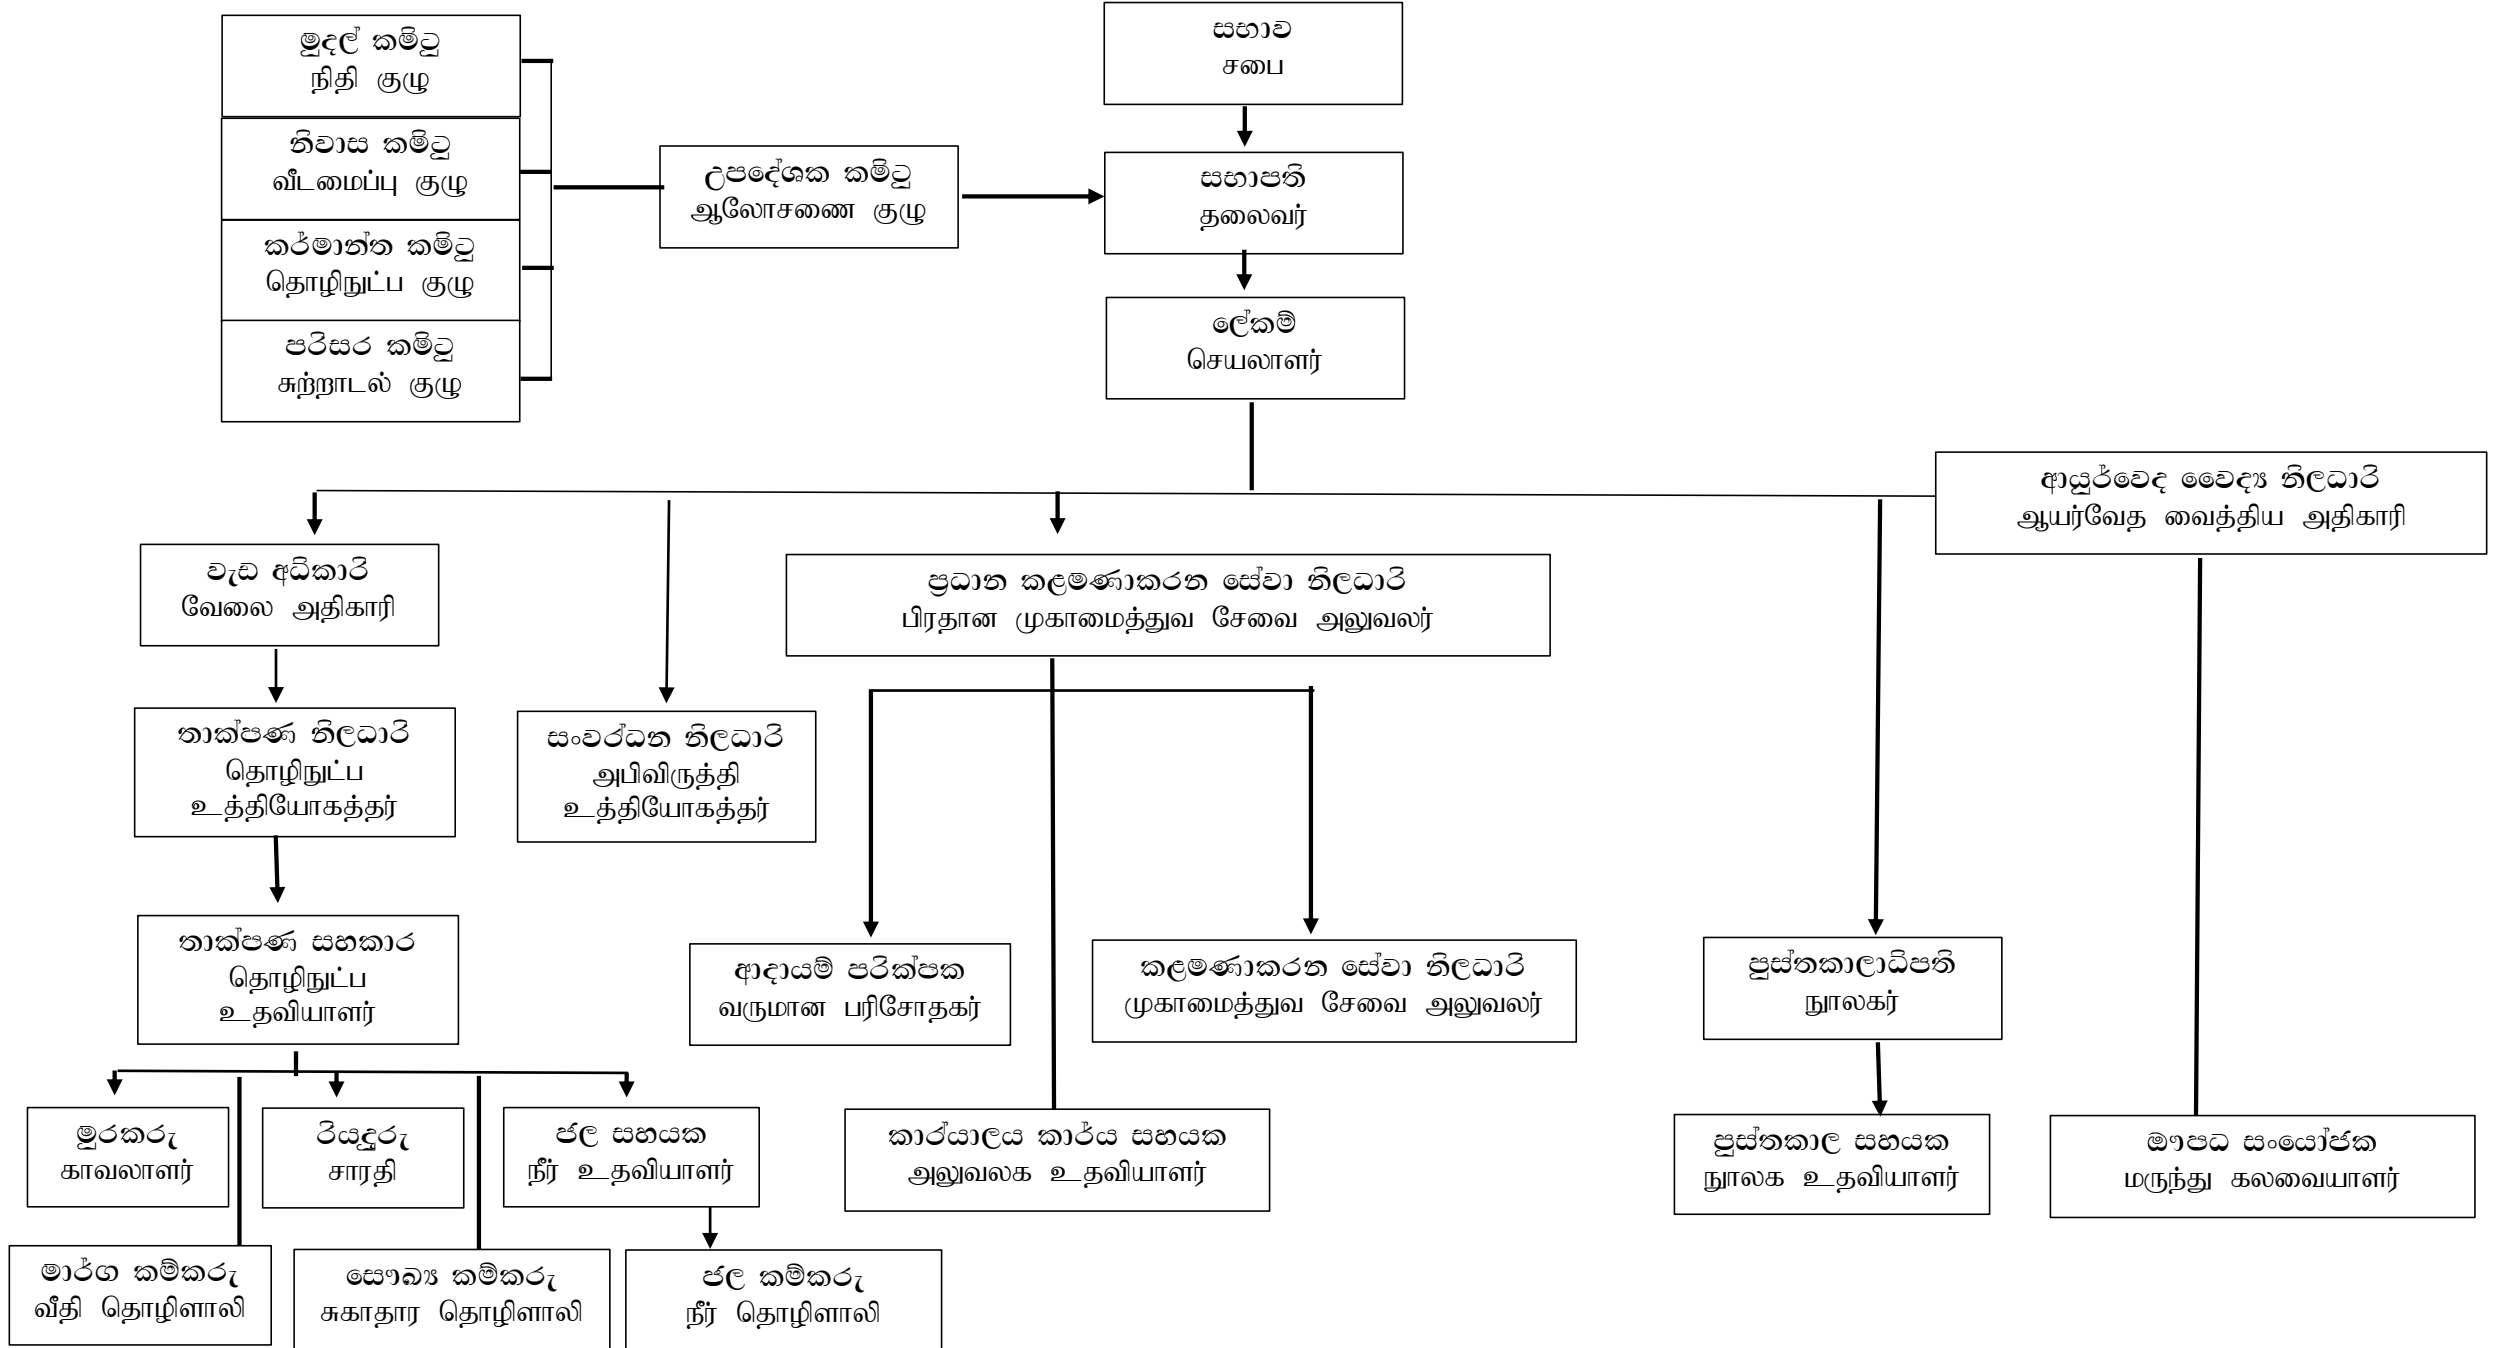 මුදල් කමිටු
நிதி குழு
නිවාස කමිටු
வீடமைப்பு குழு
කර්මාන්ත කමිටු
தொழிநுட்ப குழு
පරිසර කමිටු
சுற்றாடல் குழு
උපදේශක කමිටු
ஆலோசணை குழு
සභාව
சபை
සභාපති
தலைவர்
ලේකම්
செயலாளர்
ආයුර්වෙද වෛද්‍ය නිලධාරි
ஆயர்வேத வைத்திய அதிகாரி
වැඩ අධිකාරි
வேலை அதிகாரி
ප්‍රධාන කළමණාකරන සේවා නිලධාරි
பிரதான முகாமைத்துவ சேவை அலுவலர்
තාක්ෂණ නිලධාරි
தொழிநுட்ப
உத்தியோகத்தர்
සංවර්ධන නිලධාරි
அபிவிருத்தி
உத்தியோகத்தர்
තාක්ෂණ සහකාර
தொழிநுட்ப
உதவியாளர்
ආදායම් පරික්ෂක
வருமான பரிசோதகர்
කළමණාකරන සේවා නිලධාරි
முகாமைத்துவ சேவை அலுவலர்
පුස්තකාලාධිපති
நூலகர்
මුරකරු
காவலாளர்
රියදුරු
சாரதி
ජල සහයක
நீர் உதவியாளர்
කාර්යාලය කාර්ය සහයක
அலுவலக உதவியாளர்
පුස්තකාල සහයක
நூலக உதவியாளர்
ඖෂධ සංයෝජක
மருந்து கலவையாளர்
මාර්ග කම්කරු
வீதி தொழிளாலி
සෞඛ්‍ය කම්කරු
சுகாதார தொழிளாலி
ජල කම්කරු
நீர் தொழிளாலி